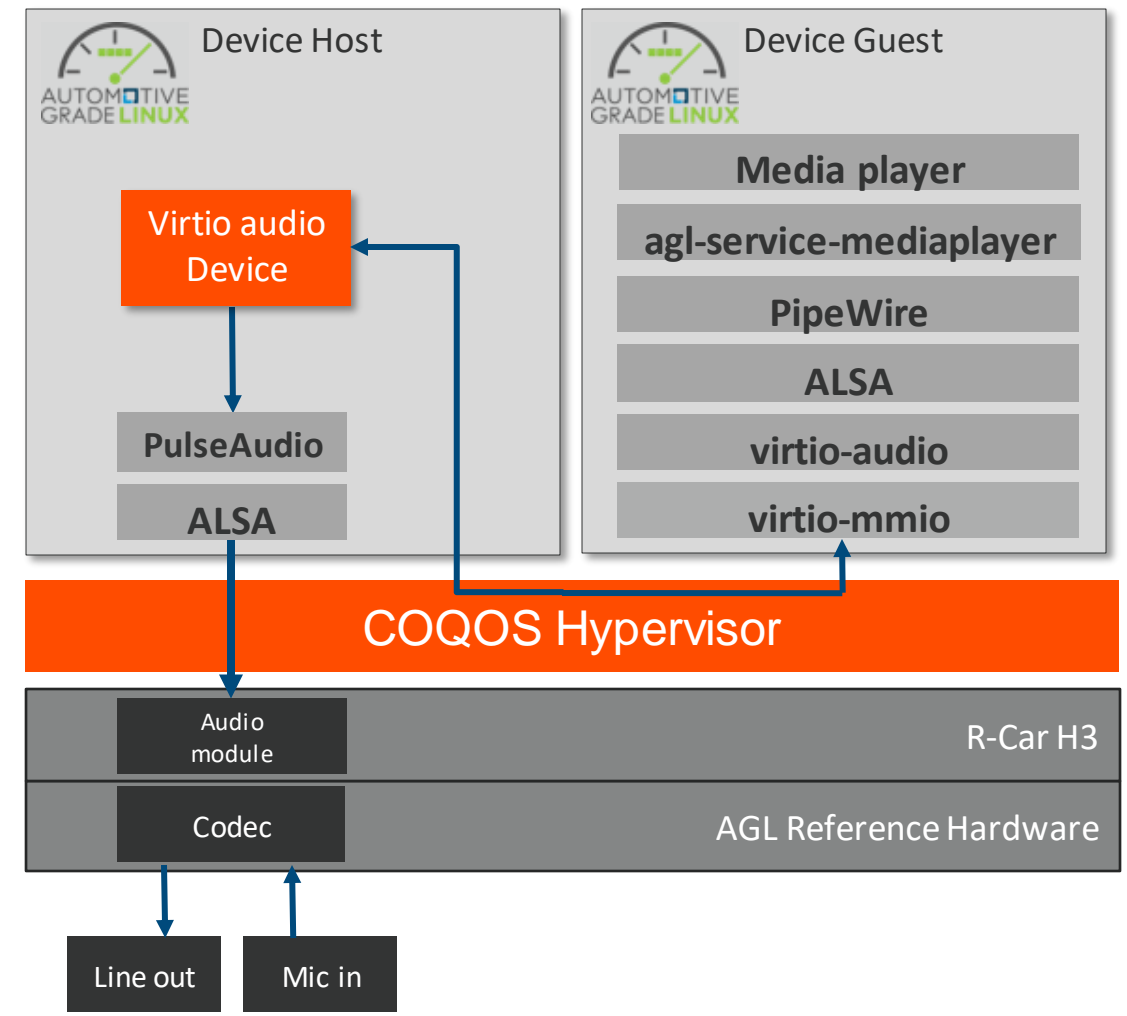 Device Host
AUTOMOTIVE
GRADE LINUX
Virtio audio
Device
PulseAudio
ALSA
Device Guest
AUTOMOTIVE
GRADE LINUX
Media player
agl-service-mediaplayer
PipeWire
ALSA
virtio-audio
virtio-mmio
COQOS Hypervisor
Audio
module
R-Car H3
Codec
AGL Reference Hardware
Line out
Mic in